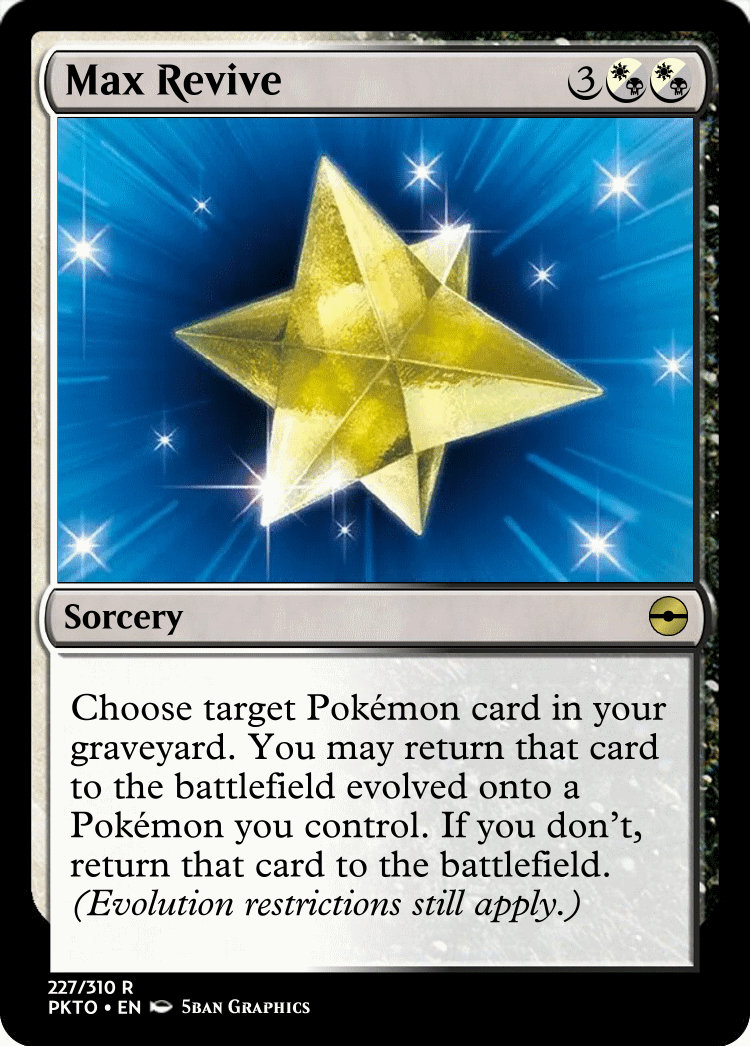 Max Revive 3
Sorcery
Choose target Pokémon card in your
graveyard. You may return that card
to the battlefield evolved onto a
Pokémon you control. If you don’t,
return that card to the battlefield.
(Evolution restrictions still apply.)
227/310 R
PKTO • EN 5ban Graphics